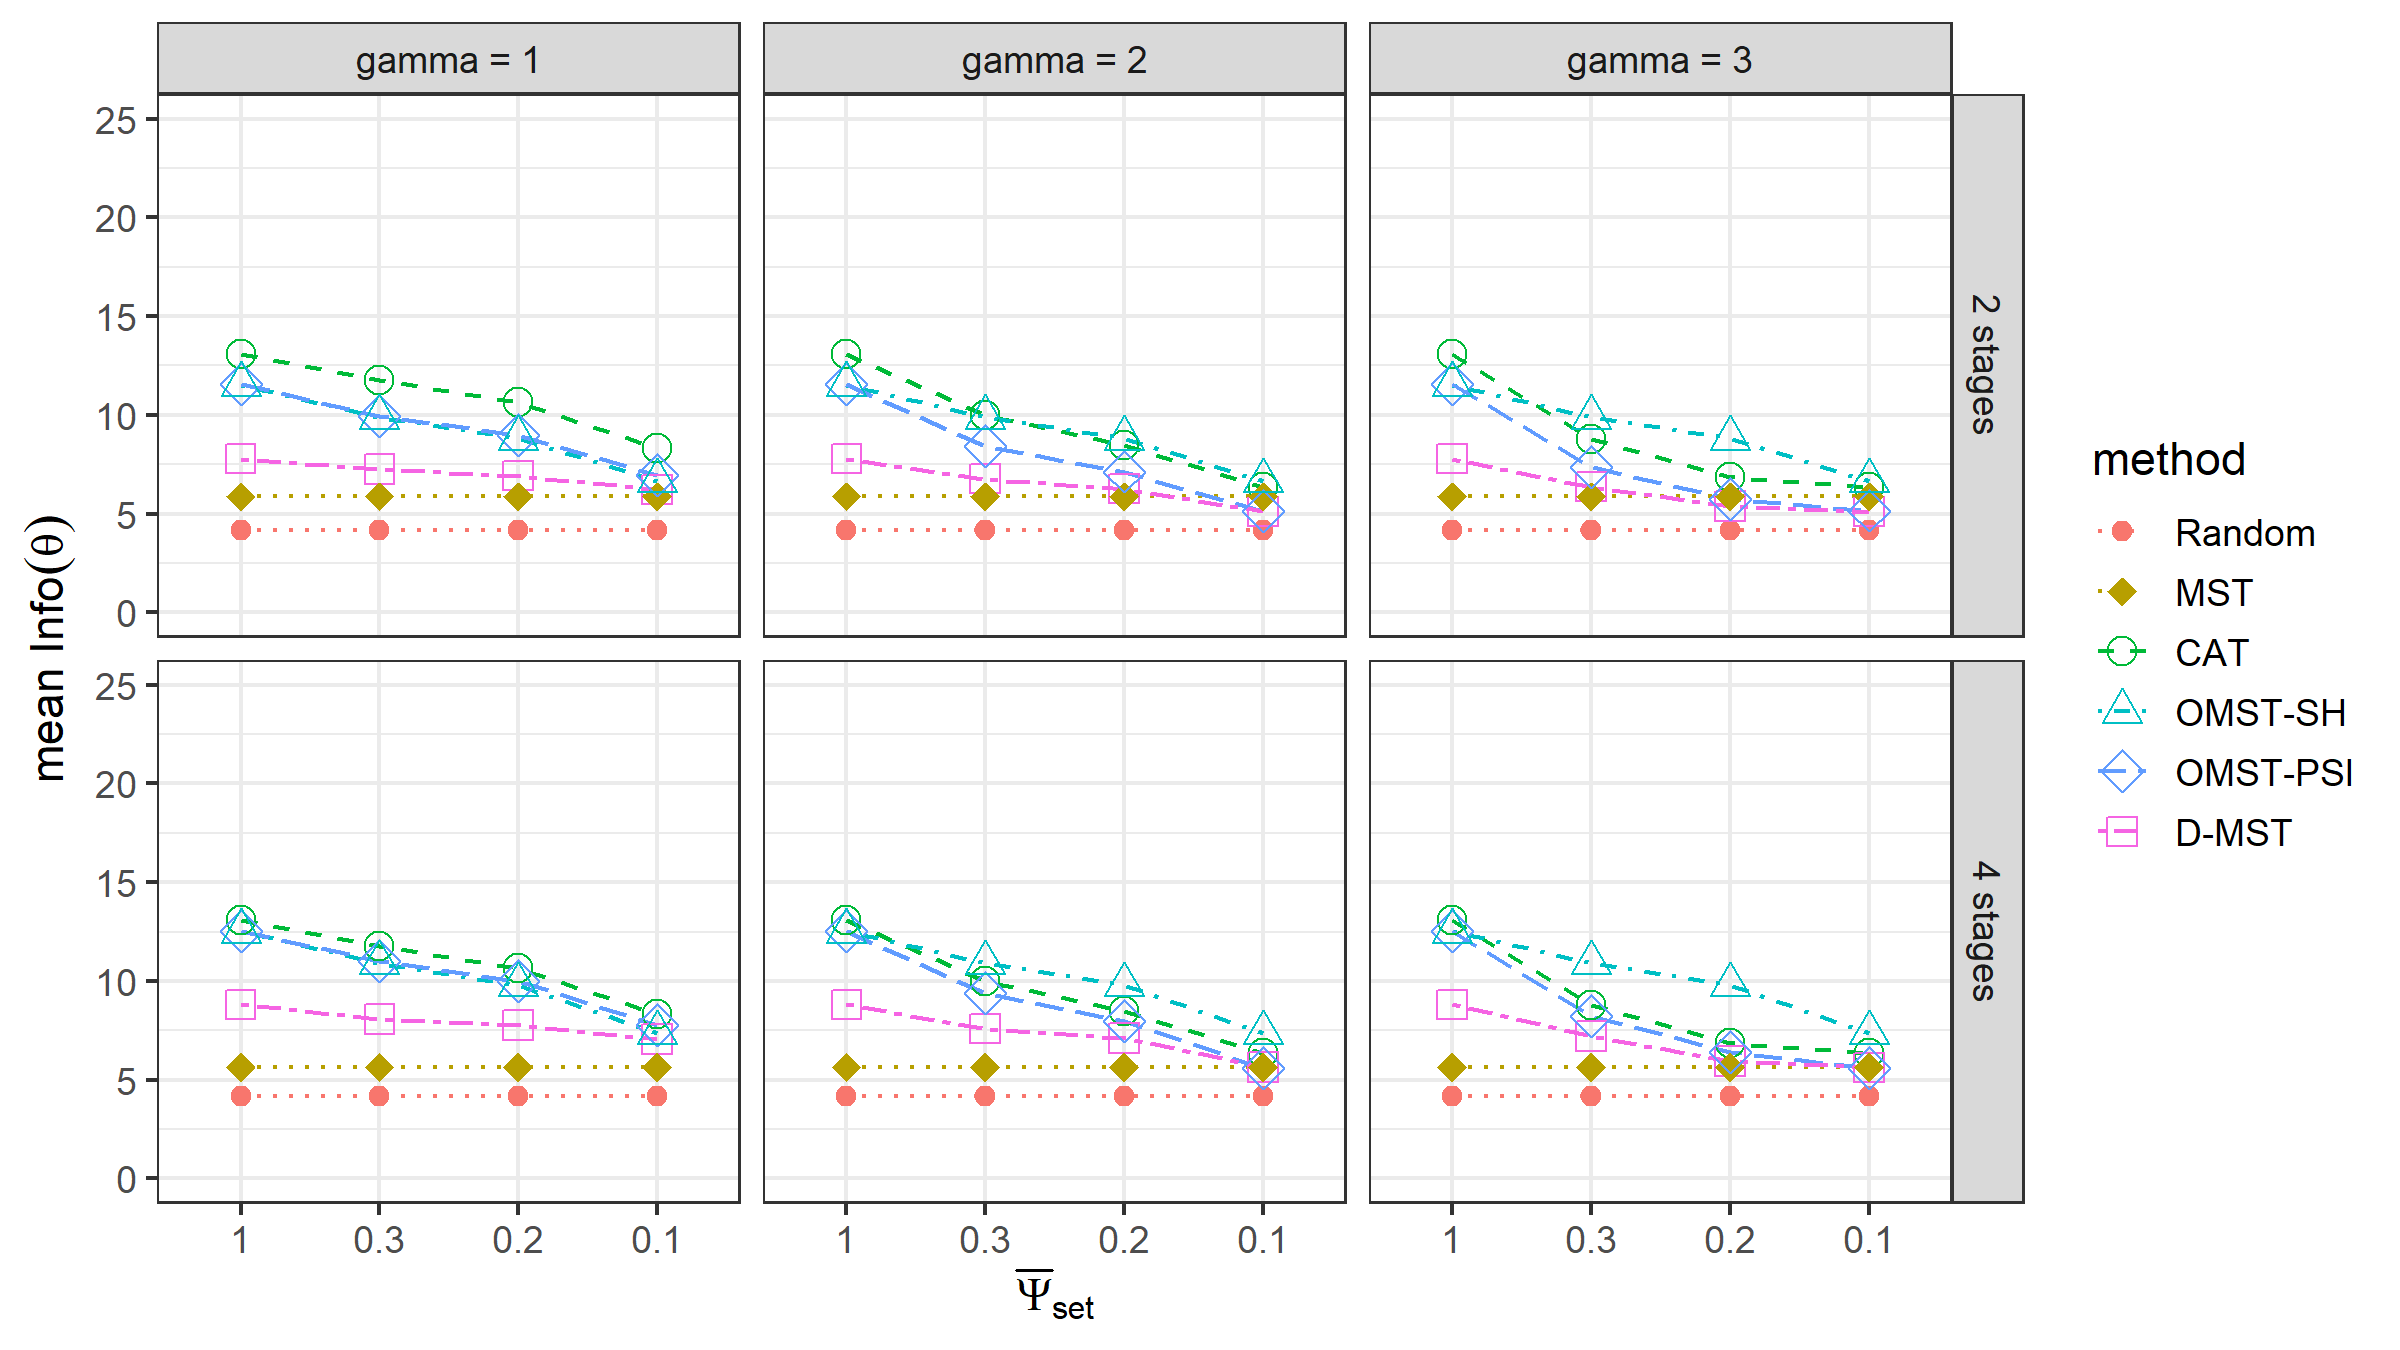 gamma = 1
gamma = 2
gamma = 3
25
20
15
10
5
0
2 stages
25
20
15
10
5
0
4 stages
mean Info(θ)
1 0.3 0.2 0.1
1 0.3 0.2 0.1
1 0.3 0.2 0.1
Ψ̅set
method
Random
MST
CAT
OMST-SH
OMST-PSI
D-MST